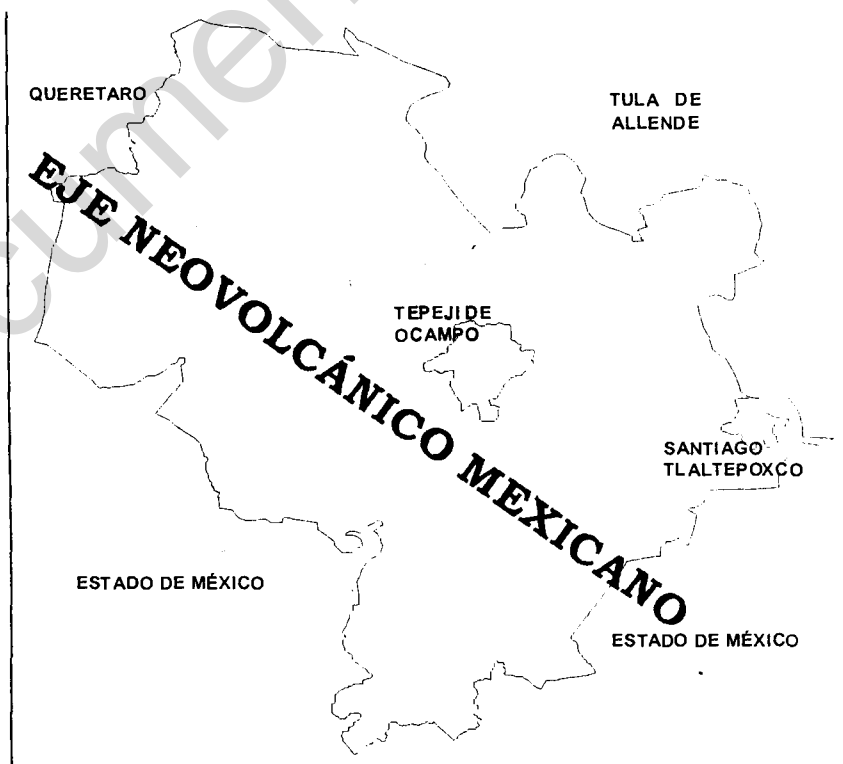 QUERETARO
TULA DE
ALLENDE
EJE NEOVOLCÁNICO MEXICANO
TEPEJI DE
OCAMPO
SANTIAGO
TLALTEPOXCO
ESTADO DE MÉXICO
ESTADO DE MÉXICO